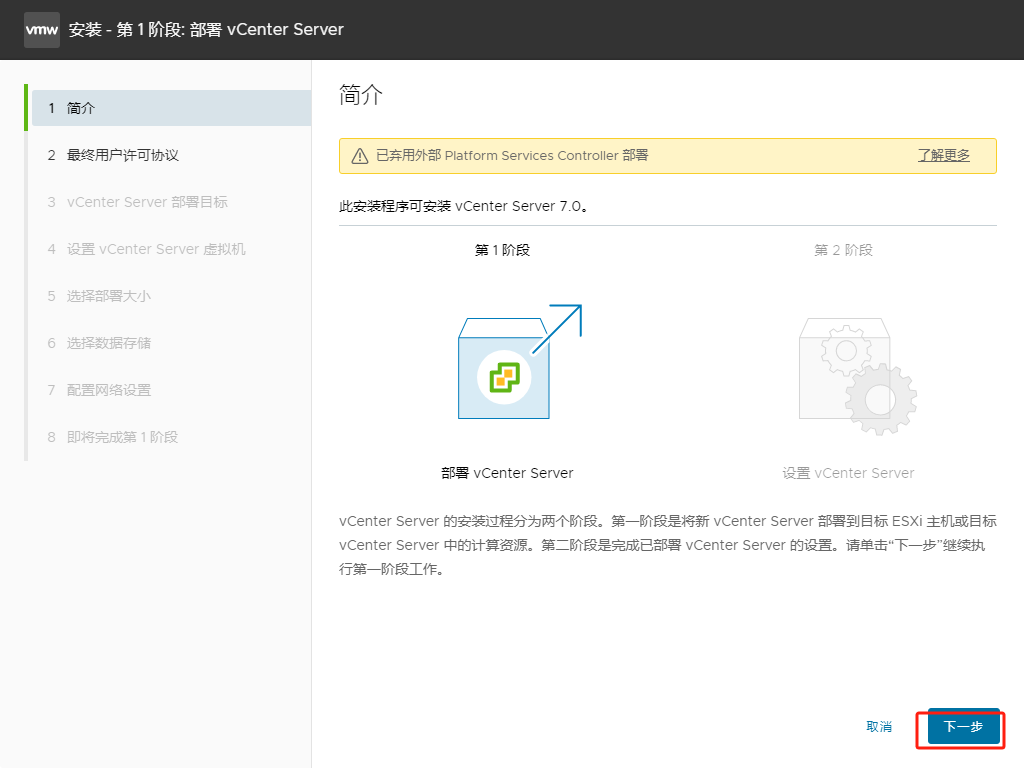 vmw 安装 - 第 1 阶段: 部署 vCenter Server
1 简介
2 最终用户许可协议
3 vCenter Server 部署目标
4 设置 vCenter Server 虚拟机
5 选择部署大小
6 选择数据存储
7 配置网络设置
8 即将完成第 1 阶段
简介
已弃用外部 Platform Services Controller 部署 了解更多
此安装程序可安装 vCenter Server 7.0。
第 1 阶段 第 2 阶段
部署 vCenter Server 设置 vCenter Server
vCenter Server 的安装过程分为两个阶段。第一阶段是将新 vCenter Server 部署到目标 ESXi 主机或目标
vCenter Server 中的计算资源。第二阶段是完成已部署 vCenter Server 的设置。请单击“下一步”继续执
行第一阶段工作。
取消 下一步